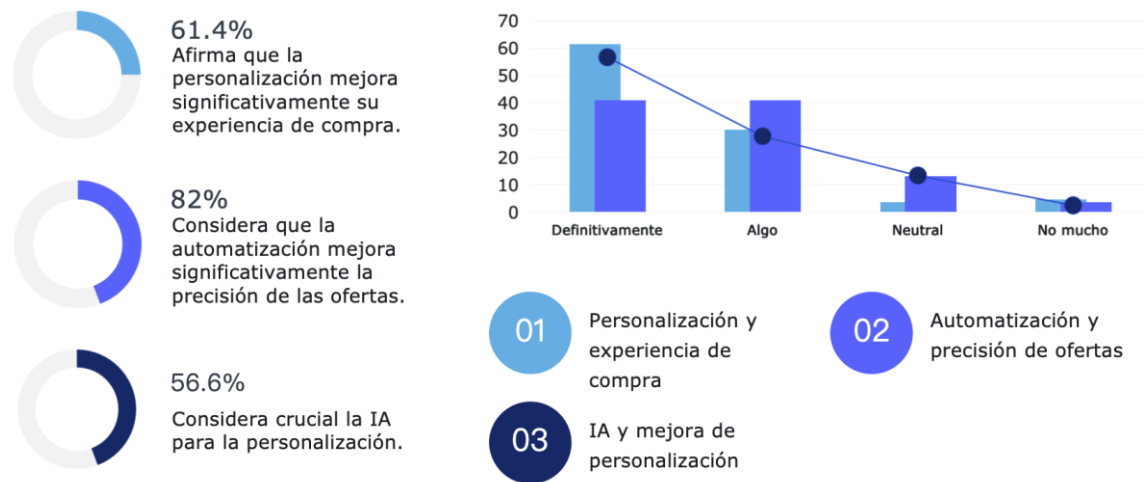 61.4%
Afirma que la
personalización mejora
significativamente su
experiencia de compra.
82%
Considera que la
automatización mejora
significativamente la
precisión de las ofertas.
56.6%
Considera crucial la IA
para la personalización.
70
60
50
40
30
20
10
0
Definitivamente
Algo
Neutral
No mucho
01
Personalización y
experiencia de
compra
02
Automatización y
precisión de ofertas
03
IA y mejora de
personalización